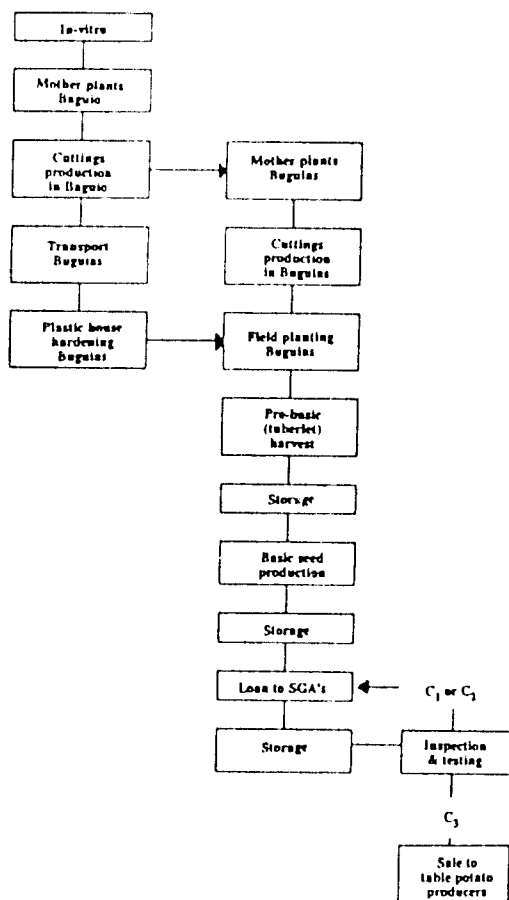 In-vitro
Mother plants
Baguio
Cuttings
production
in Baguio
Mother plants
Buguias
Transport
Buguias
Cuttings
production
in Buguias
Plastic house
hardening
Buguias
Field planting
Buguias
Pre-basic
(tuberlet)
harvest
Storage
Basic seed
production
Storage
Loan to SGA's
C₁ or C₂
Storage
Inspection
& testing
C₃
Sale to
table potato
producers